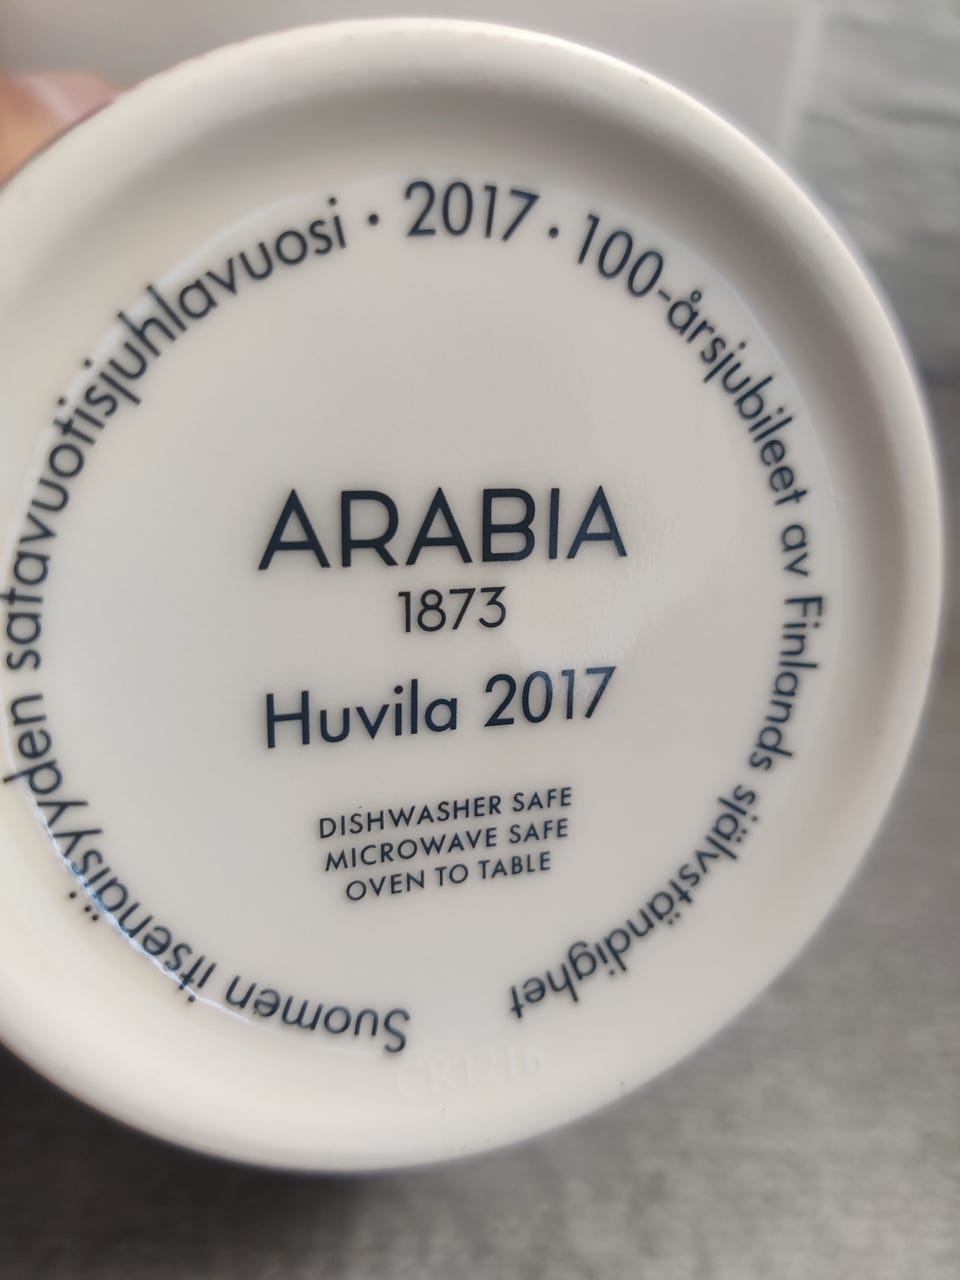 Suomen itsenäisyyden satavuotisjuhlavuosi · 2017 · 100-årsjubileet av Finlands självständighet
ARABIA
1873
Huvila 2017
DISHWASHER SAFE
MICROWAVE SAFE
OVEN TO TABLE
CR1216